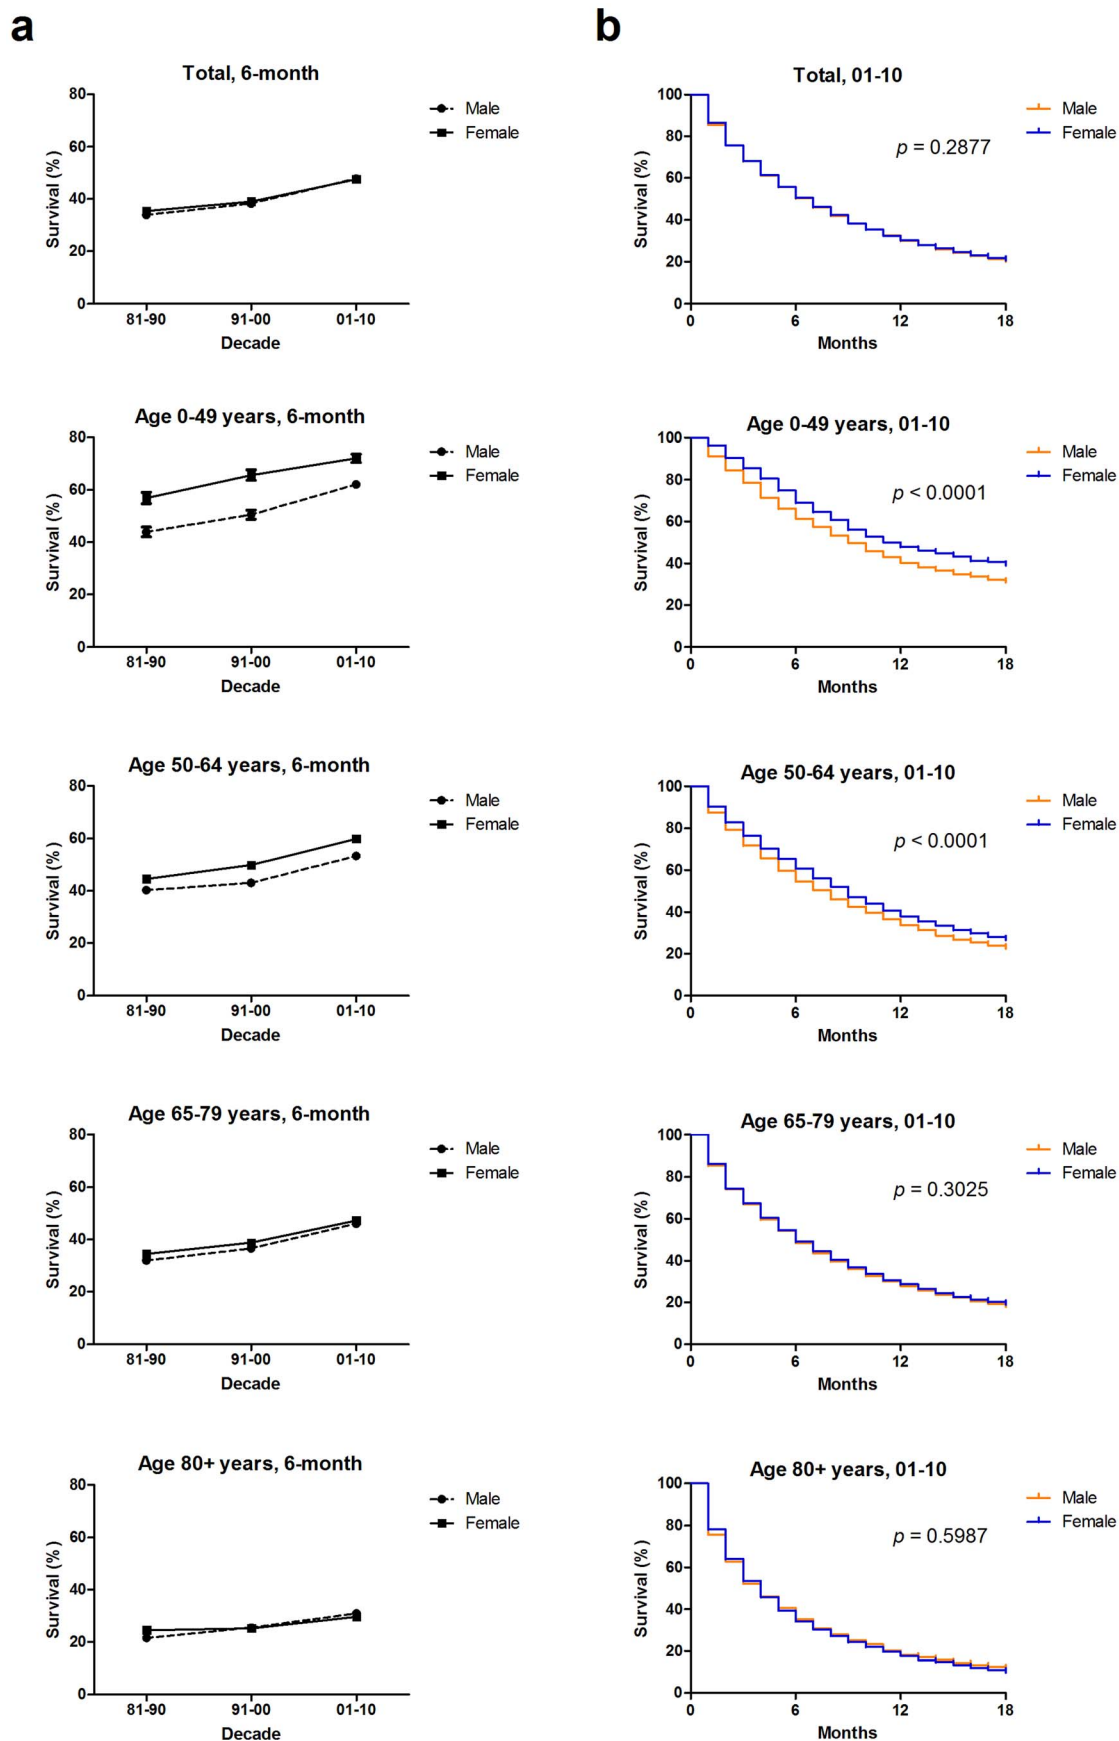 a
b
Total, 6-month
80
60
40
20
0
Survival (%)
81-90 91-00 01-10
Decade
Male
Female
Total, 01-10
100
80
60
40
20
0
Survival (%)
p = 0.2877
0 6 12 18
Months
Male
Female
Age 0-49 years, 6-month
80
60
40
20
0
Survival (%)
81-90 91-00 01-10
Decade
Male
Female
Age 0-49 years, 01-10
100
80
60
40
20
0
Survival (%)
p < 0.0001
0 6 12 18
Months
Male
Female
Age 50-64 years, 6-month
80
60
40
20
0
Survival (%)
81-90 91-00 01-10
Decade
Male
Female
Age 50-64 years, 01-10
100
80
60
40
20
0
Survival (%)
p < 0.0001
0 6 12 18
Months
Male
Female
Age 65-79 years, 6-month
80
60
40
20
0
Survival (%)
81-90 91-00 01-10
Decade
Male
Female
Age 65-79 years, 01-10
100
80
60
40
20
0
Survival (%)
p = 0.3025
0 6 12 18
Months
Male
Female
Age 80+ years, 6-month
80
60
40
20
0
Survival (%)
81-90 91-00 01-10
Decade
Male
Female
Age 80+ years, 01-10
100
80
60
40
20
0
Survival (%)
p = 0.5987
0 6 12 18
Months
Male
Female